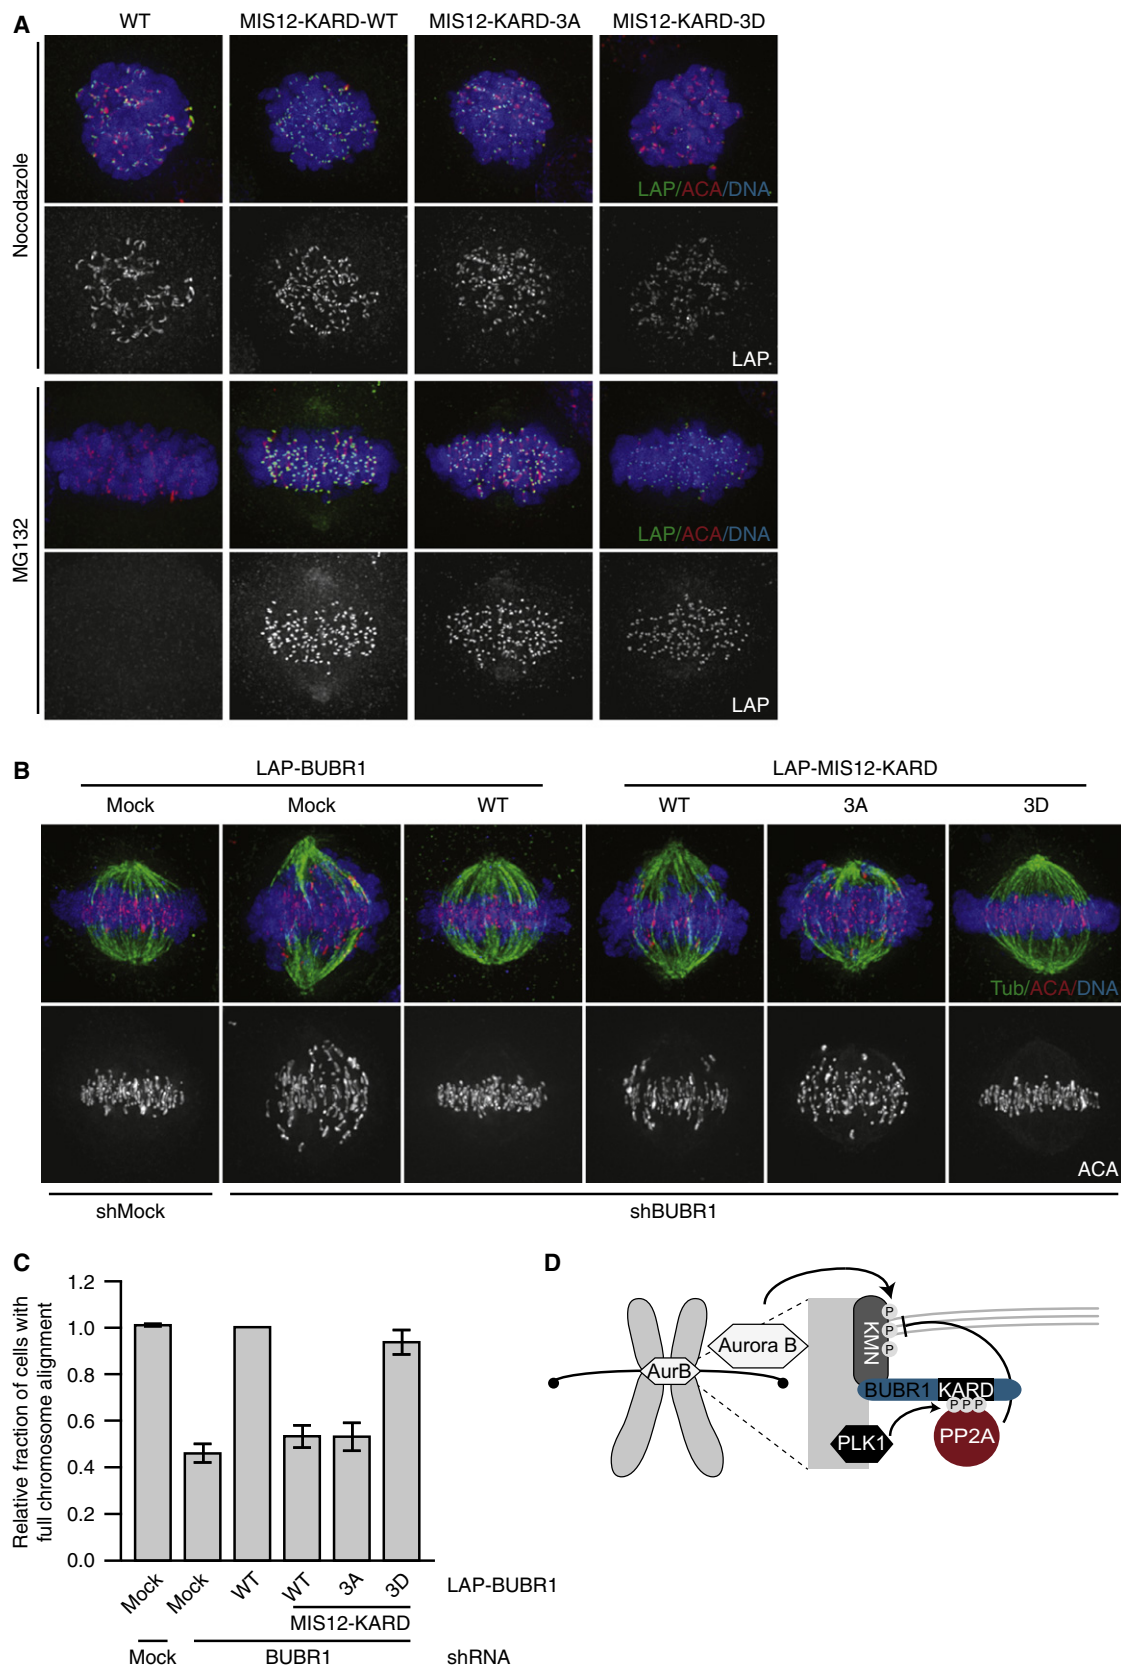 A
WT
MIS12-KARD-WT
MIS12-KARD-3A
MIS12-KARD-3D
Nocodazole
LAP/ACA/DNA
LAP
MG132
LAP/ACA/DNA
LAP
B
LAP-BUBR1
LAP-MIS12-KARD
Mock
Mock
WT
WT
3A
3D
Tub/ACA/DNA
ACA
shMock
shBUBR1
C
Relative fraction of cells with
full chromosome alignment
1.2
1.0
0.8
0.6
0.4
0.2
0.0
Mock
Mock
WT
WT
3A
3D
LAP-BUBR1
MIS12-KARD
Mock
BUBR1
shRNA
D
AurB
Aurora B
KMN
P
P
P
BUBR1
KARD
P P P
PLK1
PP2A